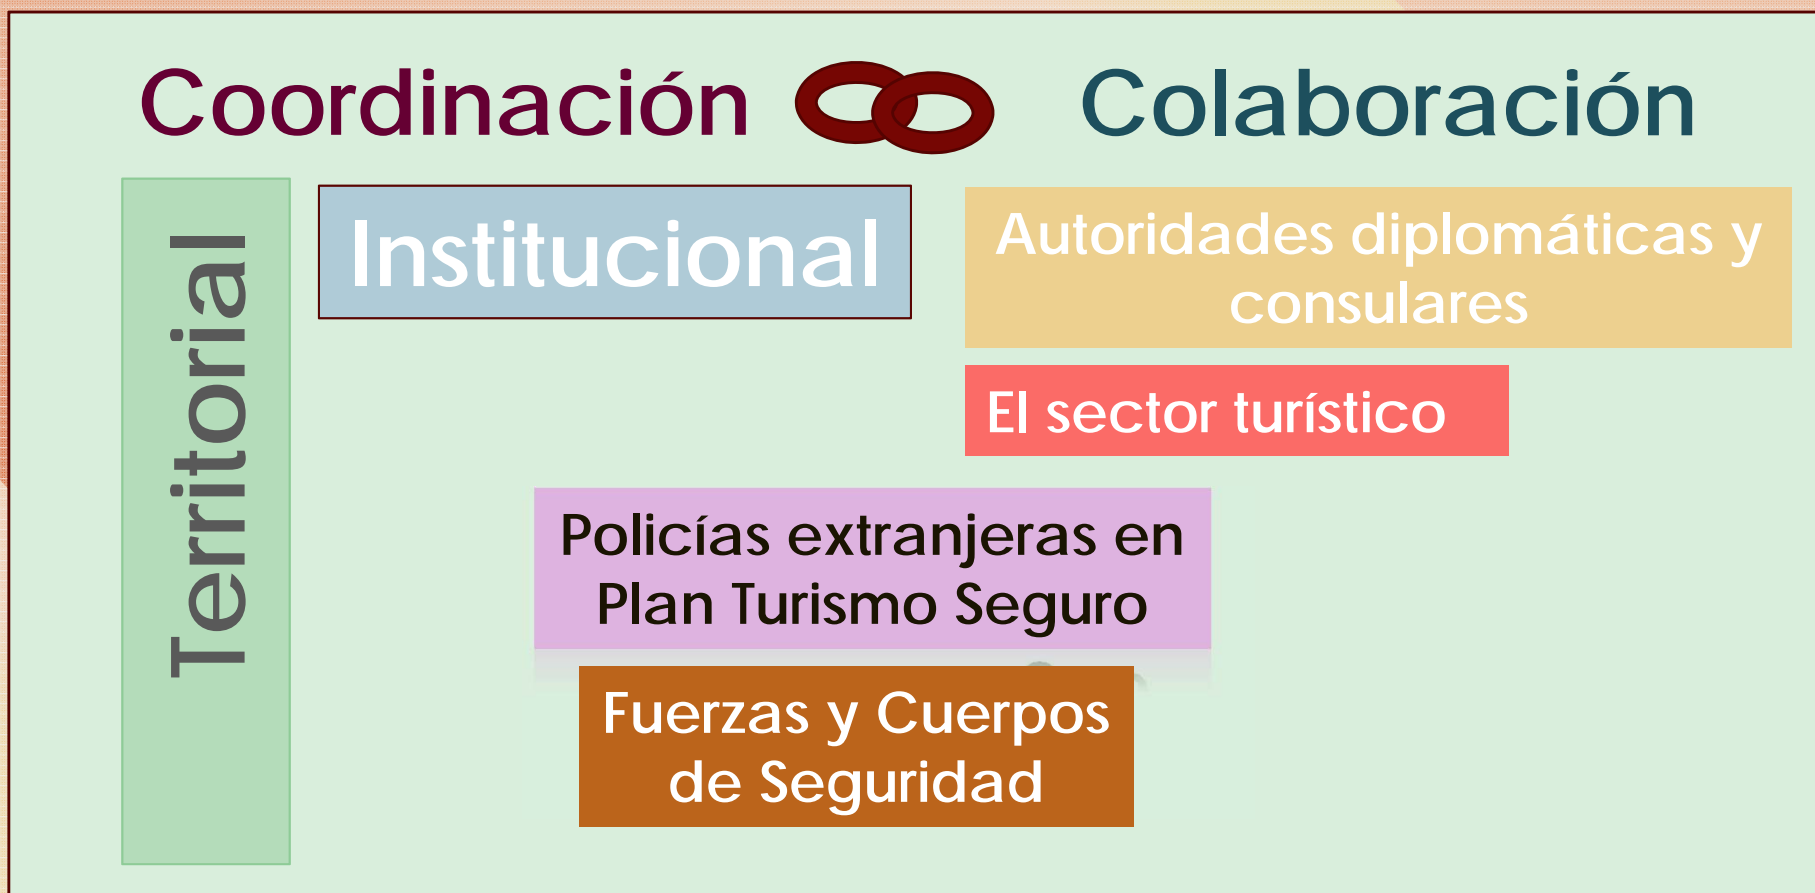 Coordinación
Colaboración
Territorial
Institucional
Autoridades diplomáticas y
consulares
El sector turístico
Policías extranjeras en
Plan Turismo Seguro
Fuerzas y Cuerpos
de Seguridad